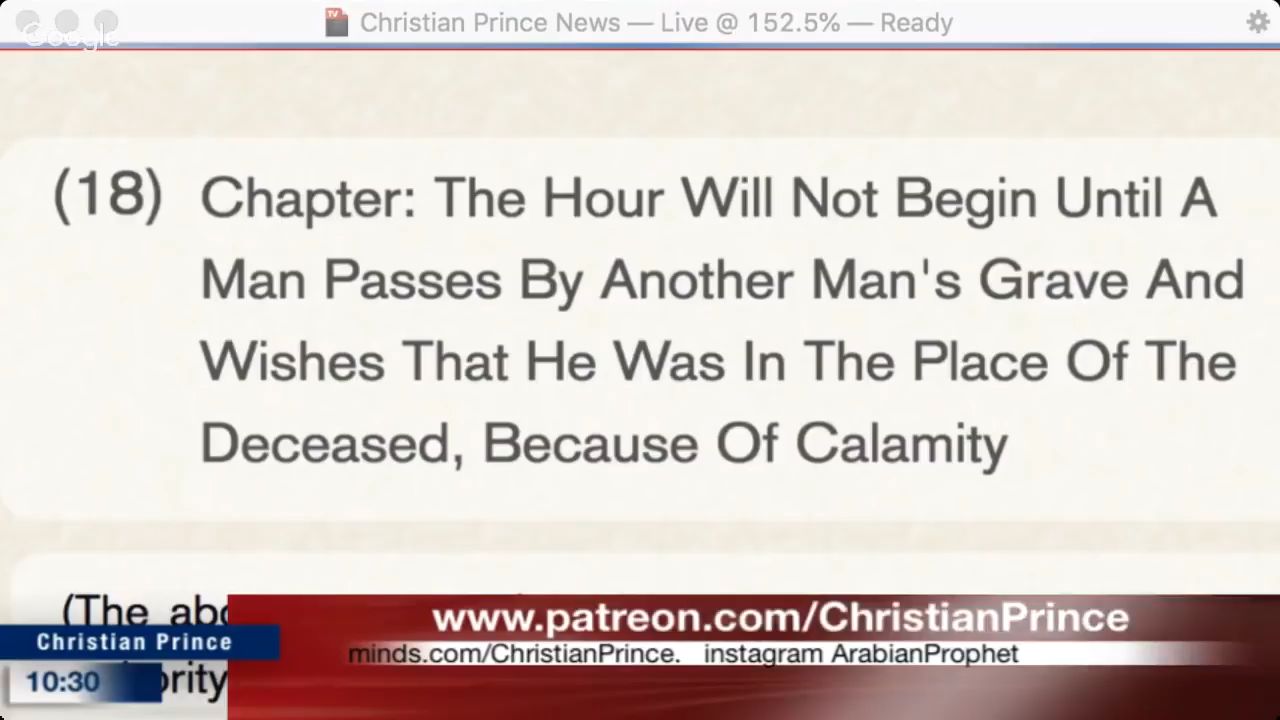 Christian Prince News — Live @ 152.5% — Ready
Google
(18) Chapter: The Hour Will Not Begin Until A
Man Passes By Another Man's Grave And
Wishes That He Was In The Place Of The
Deceased, Because Of Calamity
(The
www.patreon.com/ChristianPrince
Christian Prince
minds.com/ChristianPrince. instagram ArabianProphet
10:30